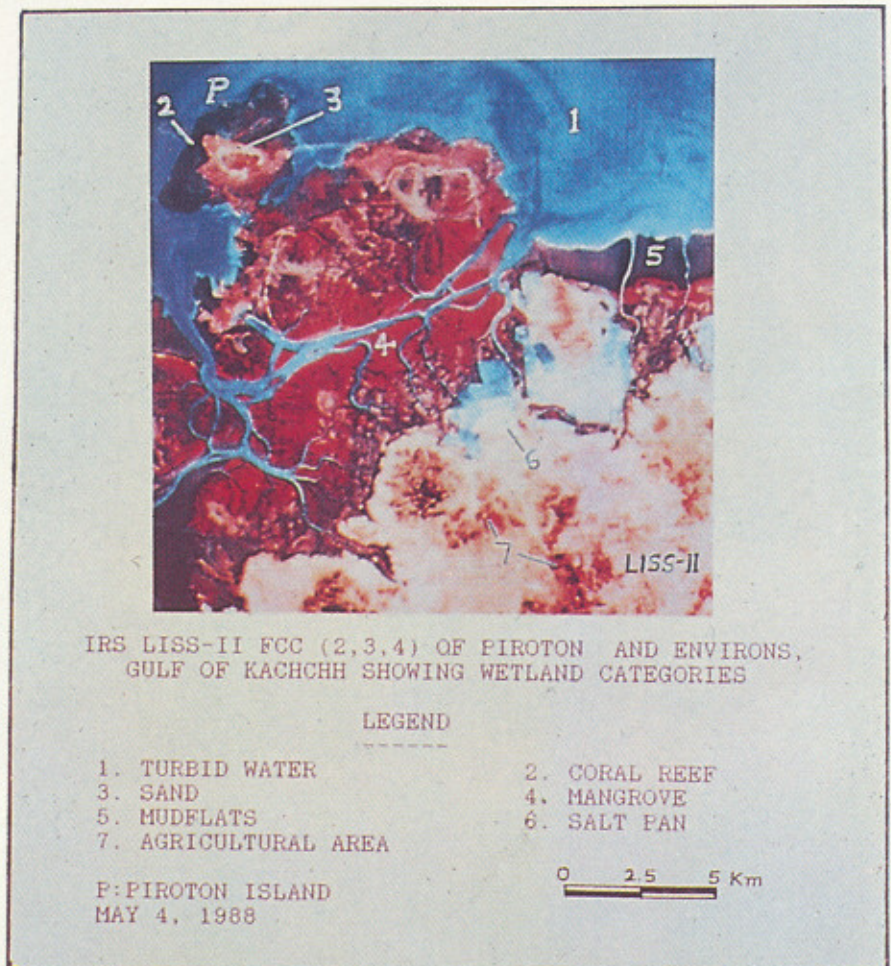 P
2
3
1
5
4
6
7
LISS-II
IRS LISS-II FCC (2,3,4) OF PIROTON AND ENVIRONS,
GULF OF KACHCHH SHOWING WETLAND CATEGORIES
LEGEND
------
1. TURBID WATER
2. CORAL REEF
3. SAND
4. MANGROVE
5. MUDFLATS
6. SALT PAN
7. AGRICULTURAL AREA
P:PIROTON ISLAND
MAY 4, 1988
0 2.5 5 Km